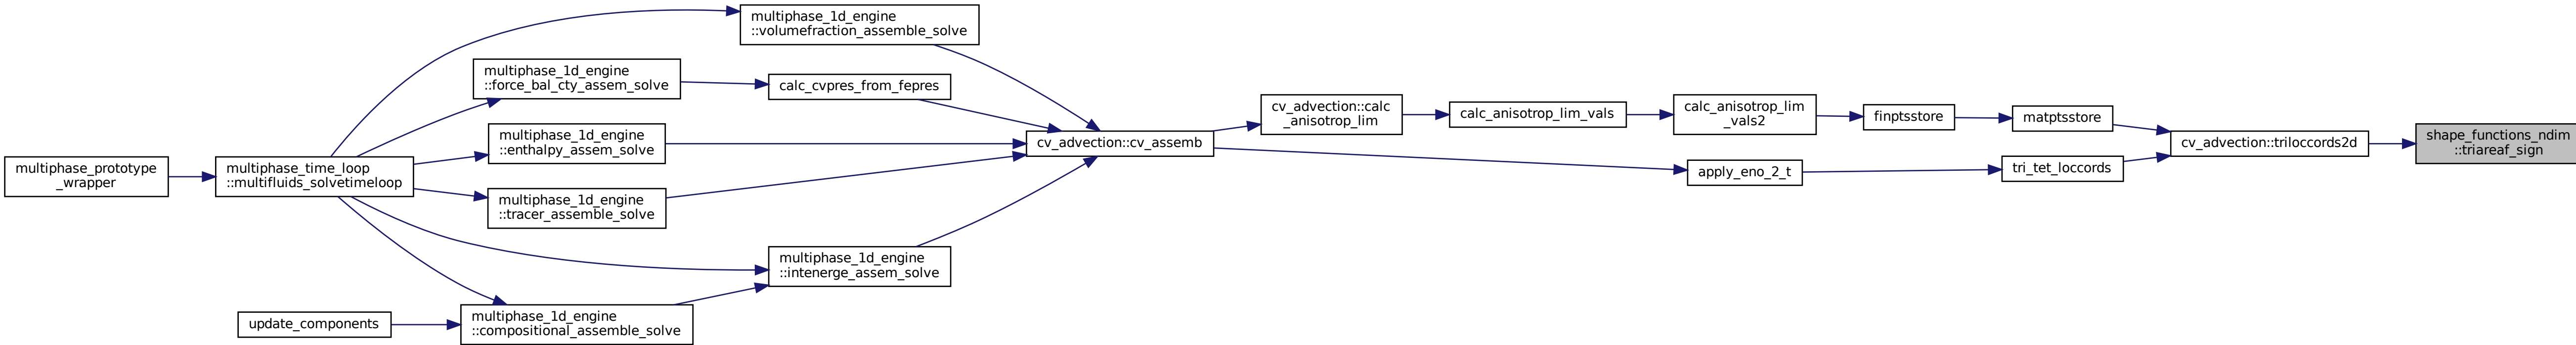 multiphase_prototype
_wrapper
multiphase_time_loop
::multifluids_solvetimeloop
update_components
multiphase_1d_engine
::volumefraction_assemble_solve
multiphase_1d_engine
::force_bal_cty_assem_solve
calc_cvpres_from_fepres
multiphase_1d_engine
::enthalpy_assem_solve
multiphase_1d_engine
::tracer_assemble_solve
multiphase_1d_engine
::intenerge_assem_solve
multiphase_1d_engine
::compositional_assemble_solve
cv_advection::cv_assemb
cv_advection::calc
_anisotrop_lim
calc_anisotrop_lim_vals
calc_anisotrop_lim
_vals2
finptsstore
matptsstore
apply_eno_2_t
tri_tet_loccords
cv_advection::triloccords2d
shape_functions_ndim
::triareaf_sign